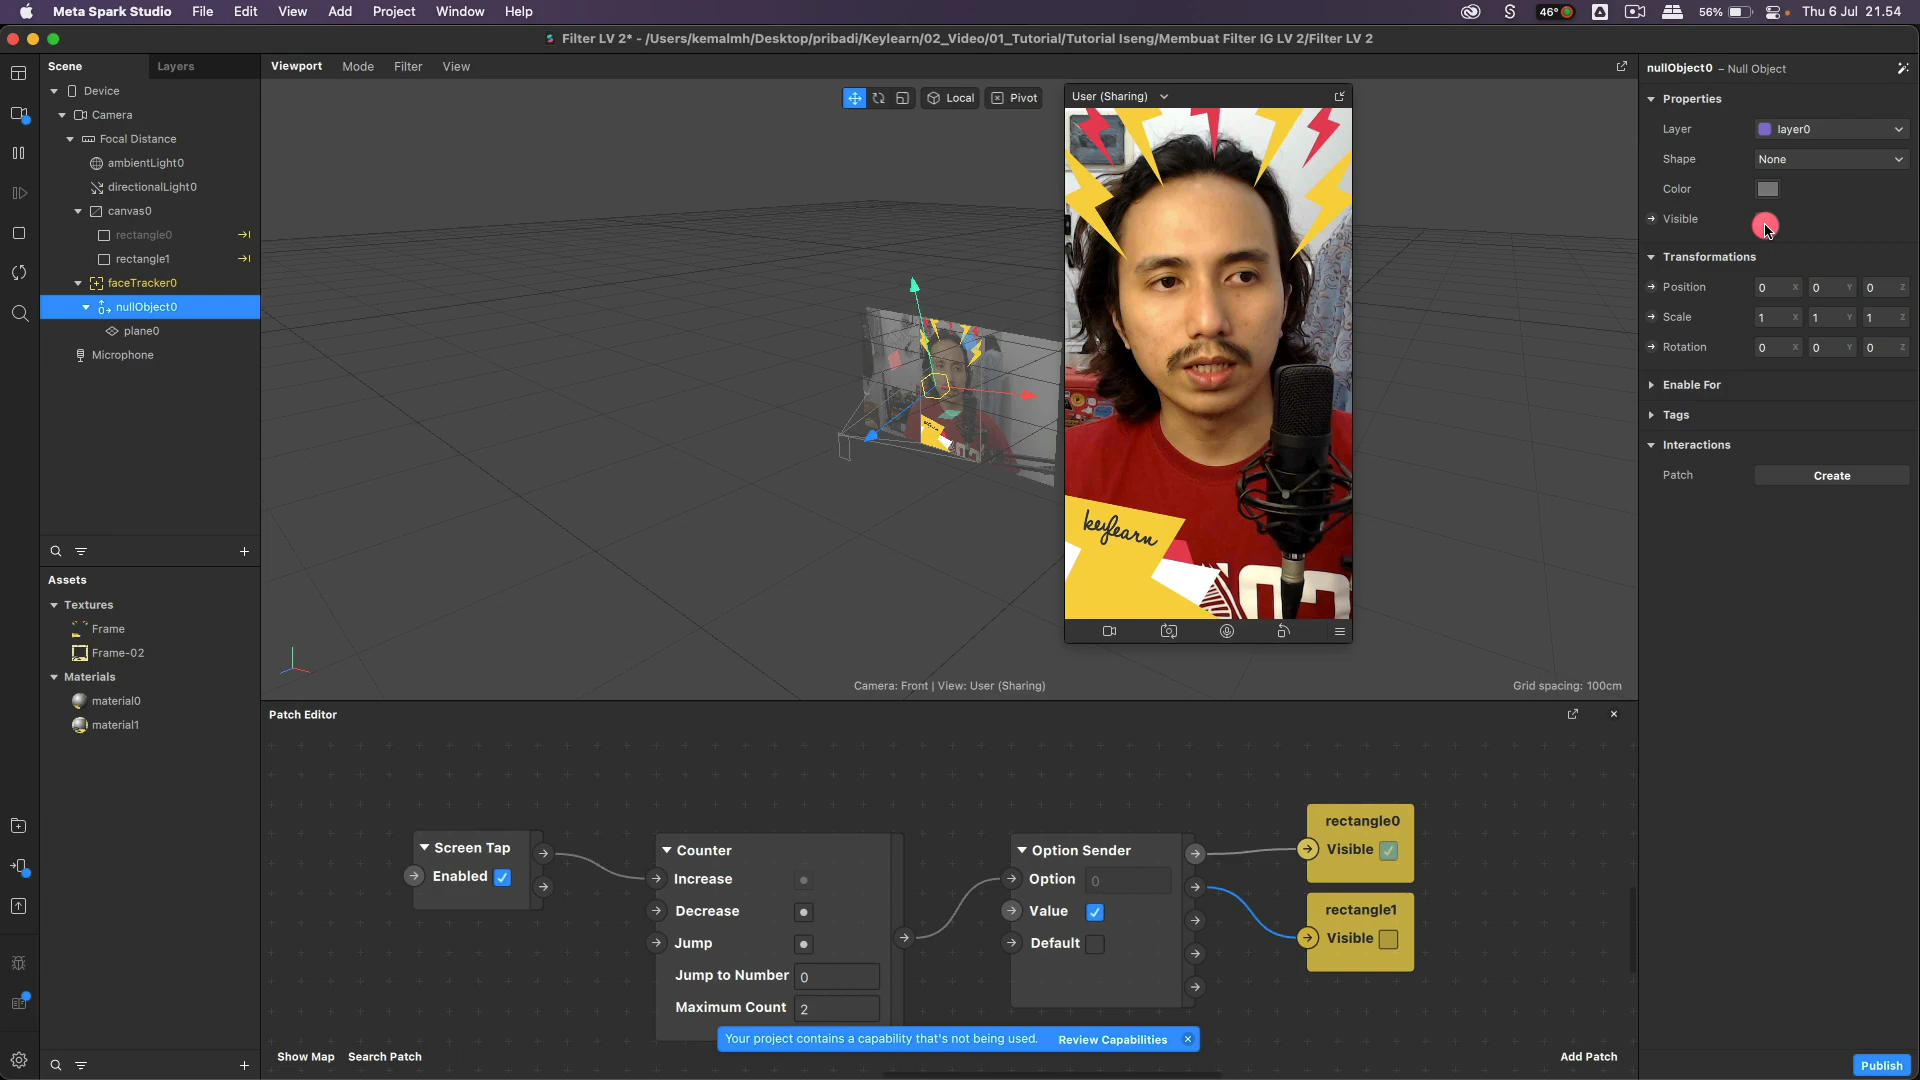 Meta Spark Studio File Edit View Add Project Window Help
46° 56% Thu 6 Jul 21.54
Filter LV 2* - /Users/kemalmh/Desktop/pribadi/Keylearn/02_Video/01_Tutorial/Tutorial Iseng/Membuat Filter IG LV 2/Filter LV 2
Scene Layers
Device
Camera
Focal Distance
ambientLight0
directionalLight0
canvas0
rectangle0
rectangle1
faceTracker0
nullObject0
plane0
Microphone
Assets
Textures
Frame
Frame-02
Materials
material0
material1
Viewport Mode Filter View
Local Pivot
User (Sharing)
keylearn
Camera: Front | View: User (Sharing)
Grid spacing: 100cm
Patch Editor
Screen Tap
Enabled
Counter
Increase
Decrease
Jump
Jump to Number 0
Maximum Count 2
Option Sender
Option 0
Value
Default
rectangle0
Visible
rectangle1
Visible
Your project contains a capability that's not being used. Review Capabilities
Show Map Search Patch
Add Patch
nullObject0 – Null Object
Properties
Layer layer0
Shape None
Color
Visible
Transformations
Position 0 X 0 Y 0 Z
Scale 1 X 1 Y 1 Z
Rotation 0 X 0 Y 0 Z
Enable For
Tags
Interactions
Patch Create
Publish